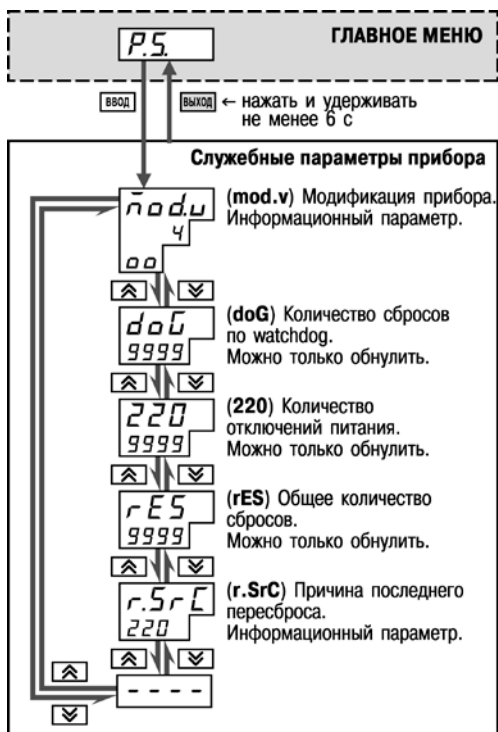 P.S.
ГЛАВНОЕ МЕНЮ
ВВОД
ВЫХОД ← нажать и удерживать
не менее 6 с
Служебные параметры прибора
mod.u
4
oo
(mod.v) Модификация прибора.
Информационный параметр.
doG
9999
(doG) Количество сбросов
по watchdog.
Можно только обнулить.
220
9999
(220) Количество
отключений питания.
Можно только обнулить.
rES
9999
(rES) Общее количество
сбросов.
Можно только обнулить.
r.SrC
220
(r.SrC) Причина последнего
пересброса.
Информационный параметр.
- - - -